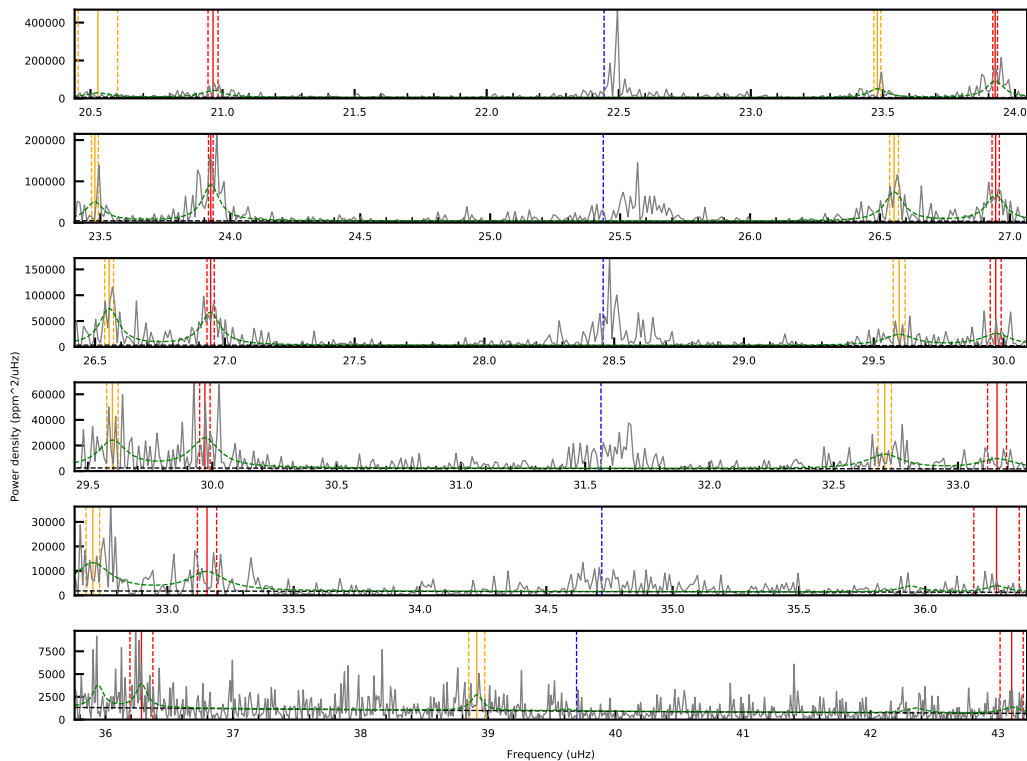 400000
200000
0
20.5 21.0 21.5 22.0 22.5 23.0 23.5 24.0
200000
100000
0
23.5 24.0 24.5 25.0 25.5 26.0 26.5 27.0
150000
100000
50000
0
26.5 27.0 27.5 28.0 28.5 29.0 29.5 30.0
Power density (ppm^2/uHz)
60000
40000
20000
0
29.5 30.0 30.5 31.0 31.5 32.0 32.5 33.0
30000
20000
10000
0
33.0 33.5 34.0 34.5 35.0 35.5 36.0
7500
5000
2500
0
36 37 38 39 40 41 42 43
Frequency (uHz)